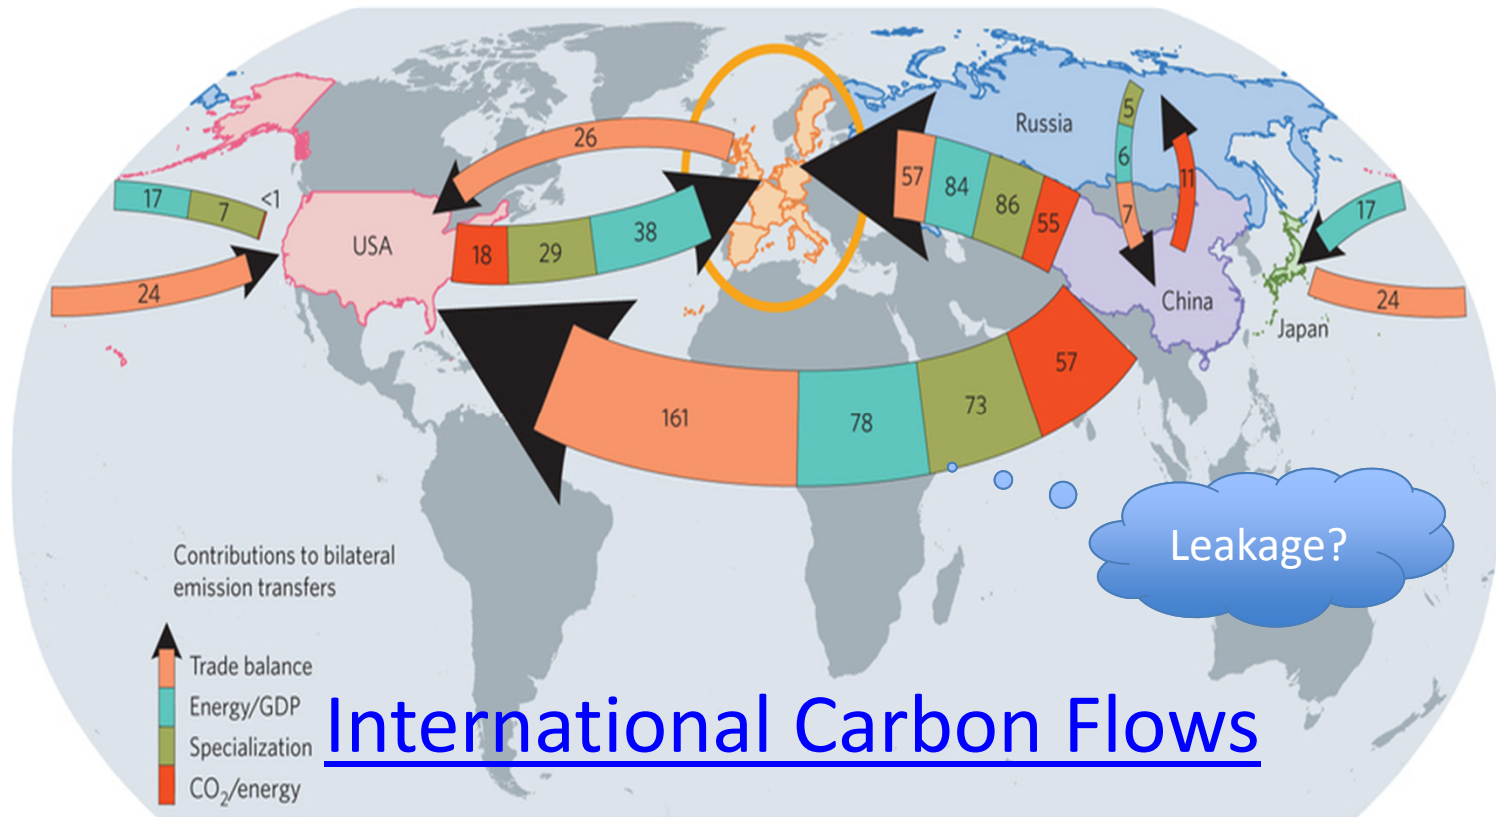 26
Russia
5
6
7
11
57
84
86
55
17
7
<1
USA
18
29
38
17
24
24
China
Japan
161
78
73
57
Leakage?
Contributions to bilateral
emission transfers
Trade balance
Energy/GDP
Specialization
CO₂/energy
International Carbon Flows